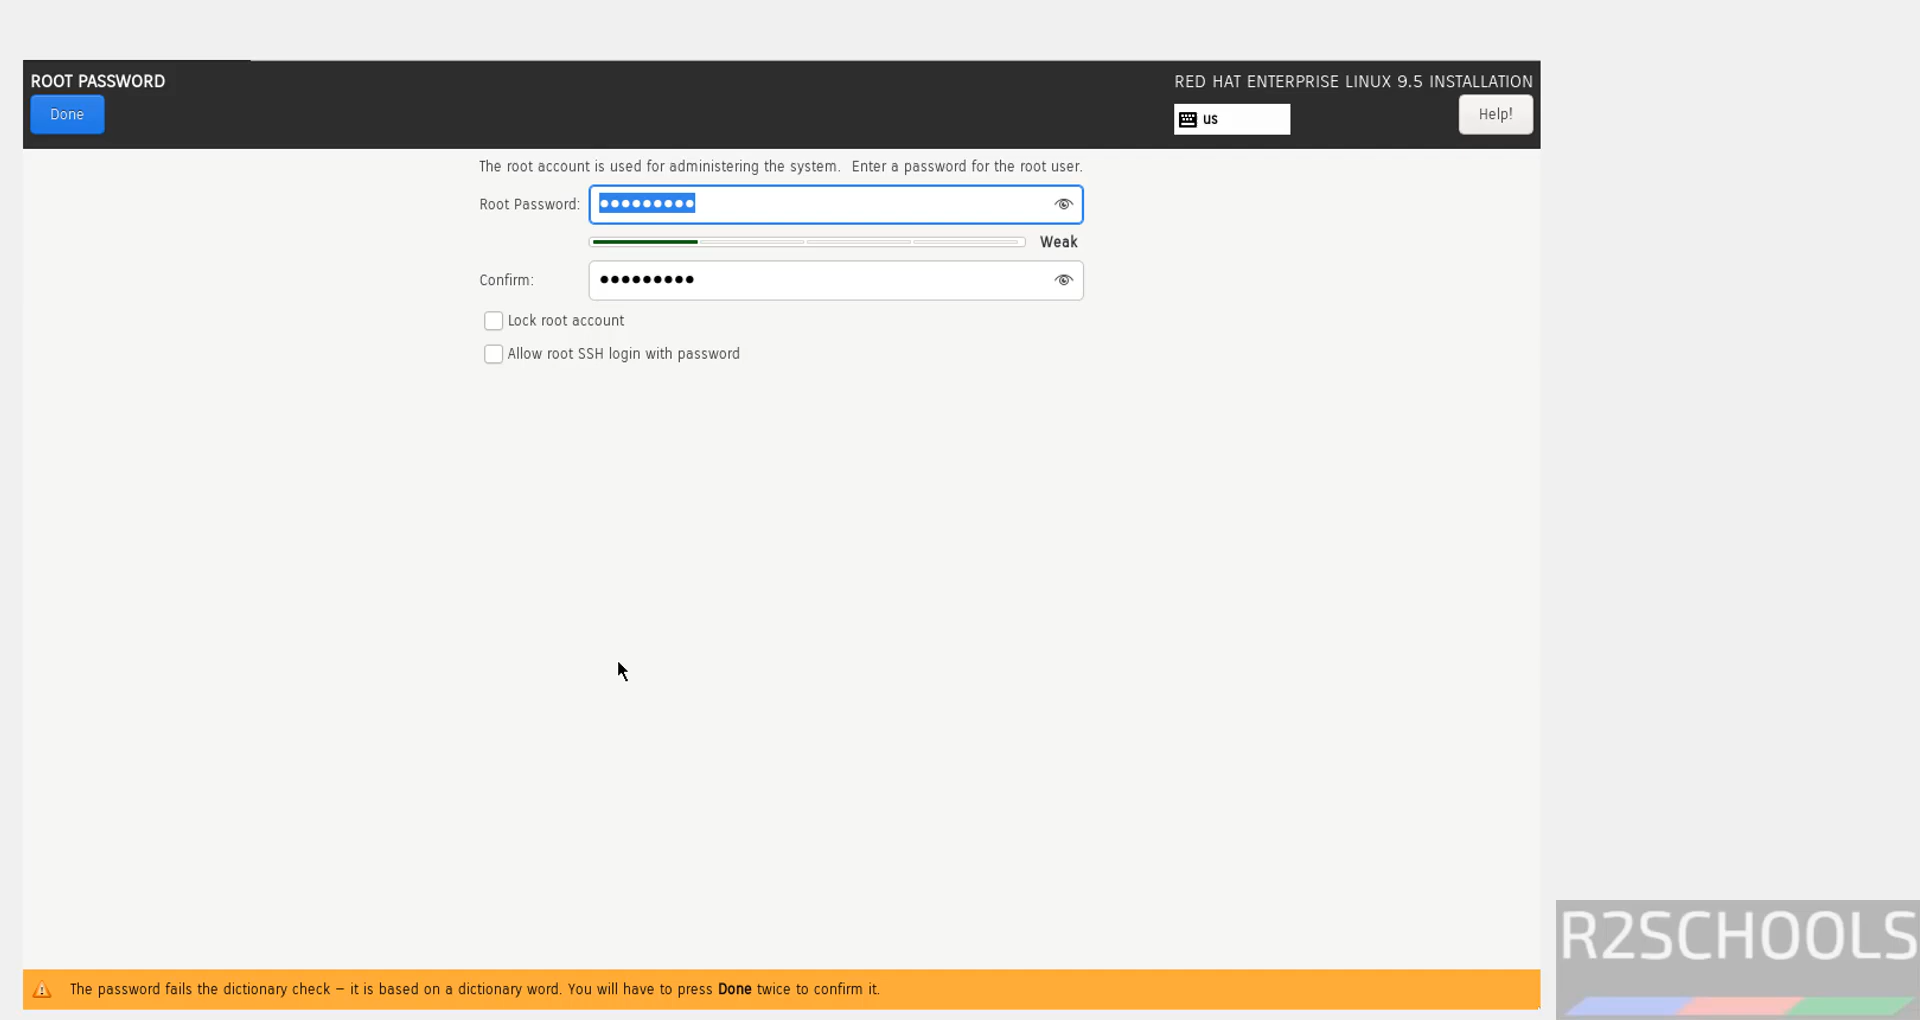 ROOT PASSWORD
RED HAT ENTERPRISE LINUX 9.5 INSTALLATION
Done
us
Help!
The root account is used for administering the system. Enter a password for the root user.
Root Password: ●●●●●●●●●
Weak
Confirm: ●●●●●●●●●
Lock root account
Allow root SSH login with password
The password fails the dictionary check – it is based on a dictionary word. You will have to press Done twice to confirm it.
R2SCHOOLS